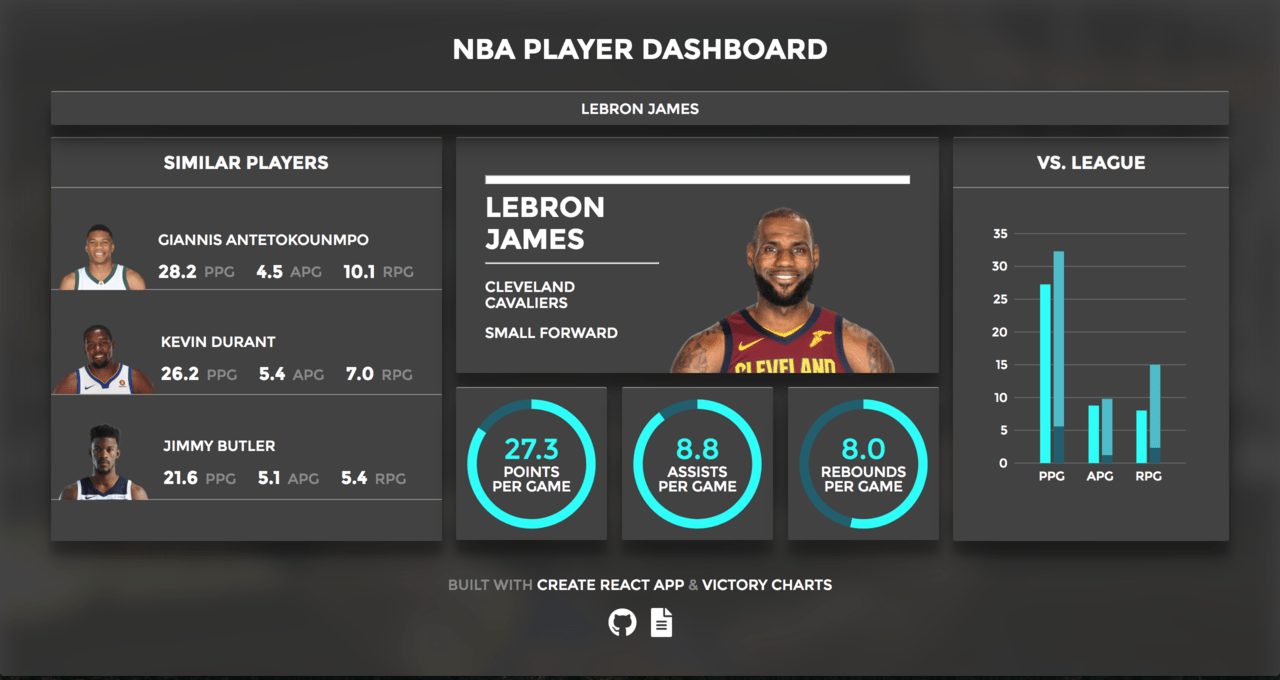 NBA PLAYER DASHBOARD
LEBRON JAMES
SIMILAR PLAYERS
GIANNIS ANTETOKOUNMPO
28.2 PPG 4.5 APG 10.1 RPG
KEVIN DURANT
26.2 PPG 5.4 APG 7.0 RPG
JIMMY BUTLER
21.6 PPG 5.1 APG 5.4 RPG
LEBRON
JAMES
CLEVELAND
CAVALIERS
SMALL FORWARD
CLEVELAND
27.3
POINTS
PER GAME
8.8
ASSISTS
PER GAME
8.0
REBOUNDS
PER GAME
VS. LEAGUE
35
30
25
20
15
10
5
0
PPG APG RPG
BUILT WITH CREATE REACT APP & VICTORY CHARTS